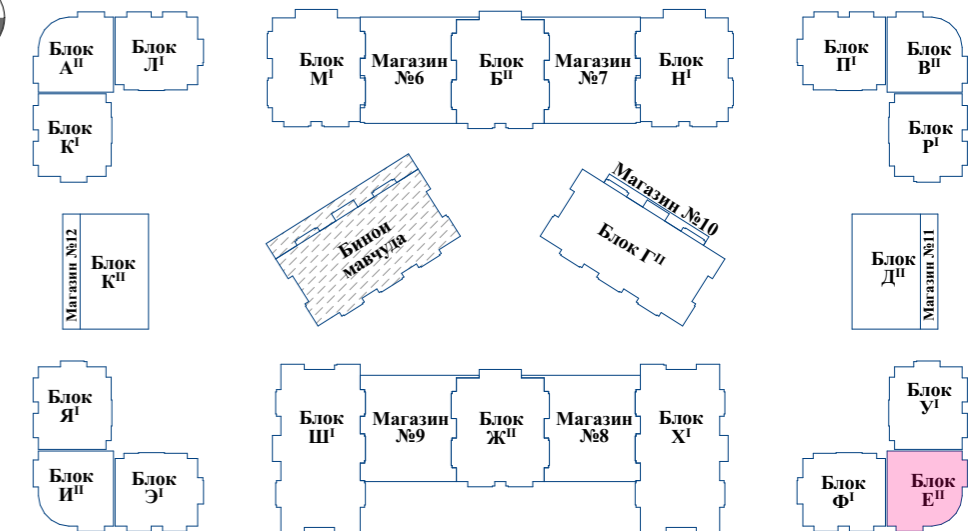 Блок
Aᴵᴵ
Блок
Лᴵ
Блок
Мᴵ
Магазин
№6
Блок
Бᴵᴵ
Магазин
№7
Блок
Нᴵ
Блок
Пᴵ
Блок
Вᴵᴵ
Блок
Кᴵ
Блок
Рᴵ
Магазин №12
Блок
Кᴵᴵ
Бинои
мавчуда
Магазин №10
Блок Гᴵᴵ
Блок
Дᴵᴵ
Магазин №11
Блок
Яᴵ
Блок
Шᴵ
Магазин
№9
Блок
Жᴵᴵ
Магазин
№8
Блок
Хᴵ
Блок
Уᴵ
Блок
Иᴵᴵ
Блок
Эᴵ
Блок
Фᴵ
Блок
Еᴵᴵ